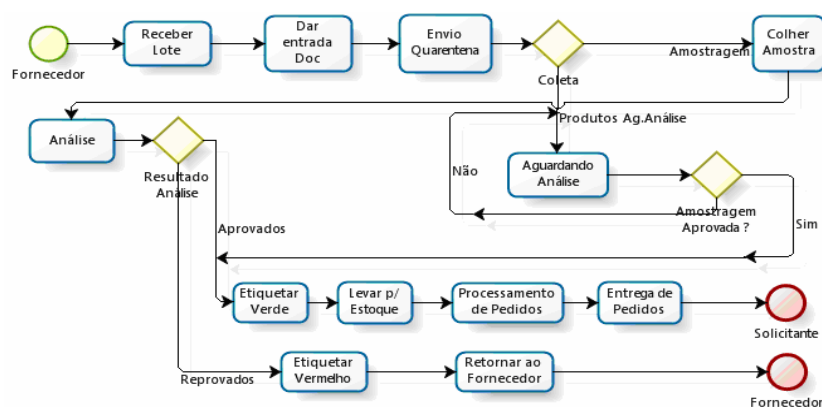 Fornecedor
Receber
Lote
Dar
entrada
Doc
Envio
Quarentena
Coleta
Amostragem
Colher
Amostra
Produtos Ag.Análise
Análise
Resultado
Análise
Não
Aguardando
Análise
Amostragem
Aprovada ?
Sim
Aprovados
Etiquetar
Verde
Levar p/
Estoque
Processamento
de Pedidos
Entrega de
Pedidos
Solicitante
Reprovados
Etiquetar
Vermelho
Retornar ao
Fornecedor
Fornecedor